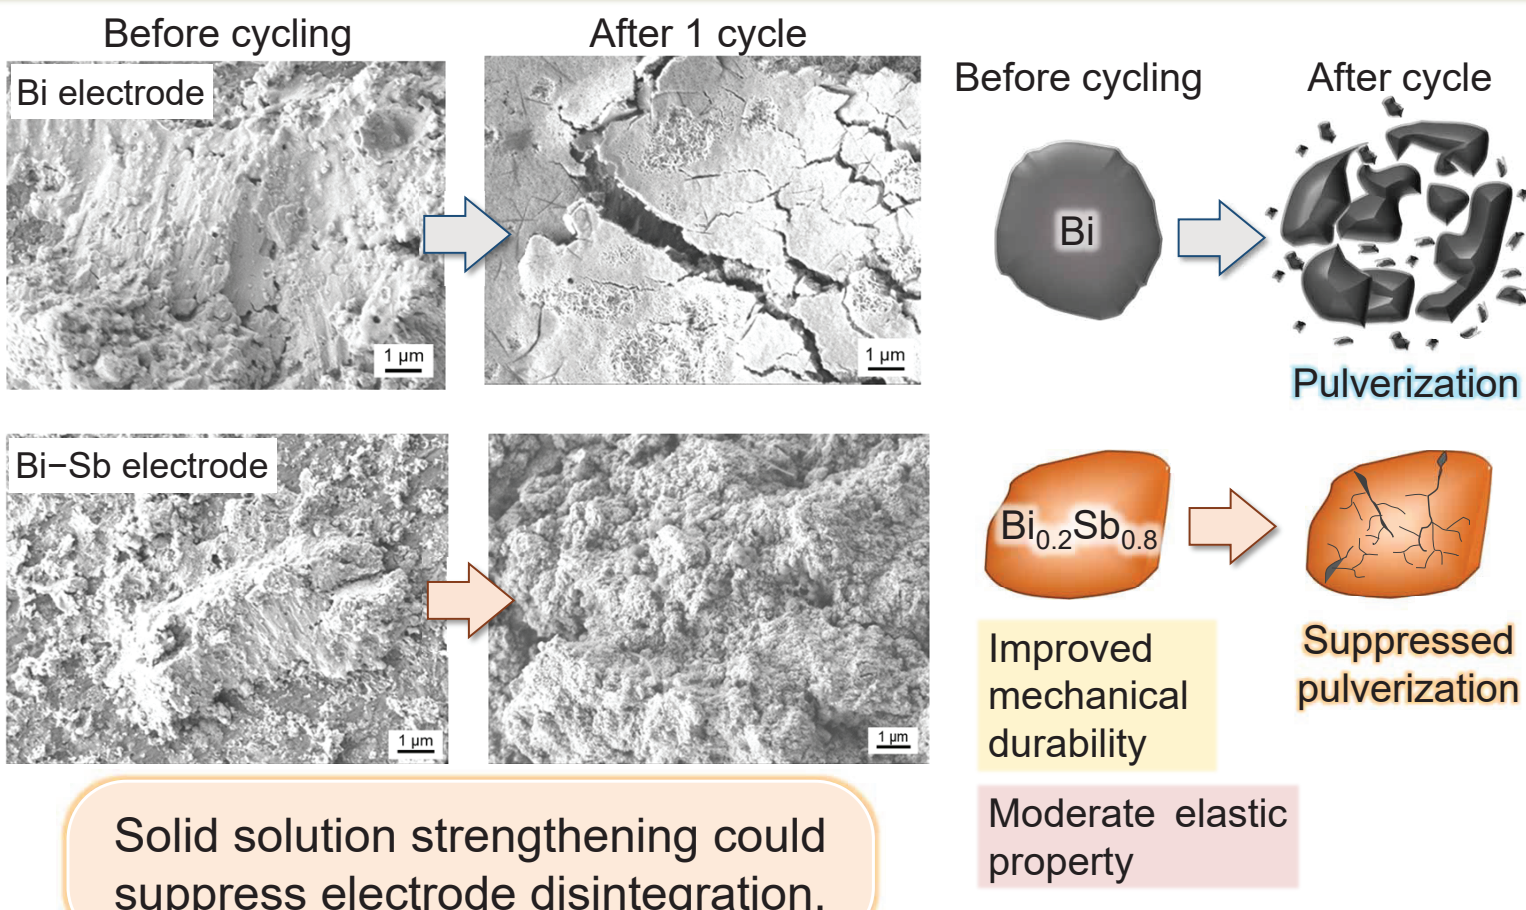 Before cycling
After 1 cycle
Bi electrode
1 µm
1 µm
Before cycling
After cycle
Bi
Pulverization
Bi−Sb electrode
1 µm
1 µm
Bi0.2Sb0.8
Improved
mechanical
durability
Suppressed
pulverization
Moderate elastic
property
Solid solution strengthening could
suppress electrode disintegration.